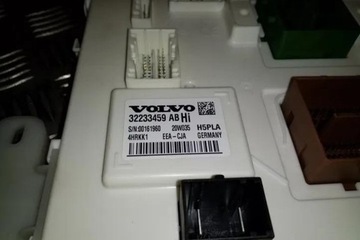 VOLVO
32233459 AB Hi
S/N:00161960 20W035 H5PLA
4HRKK1 EEA-CJA GERMANY